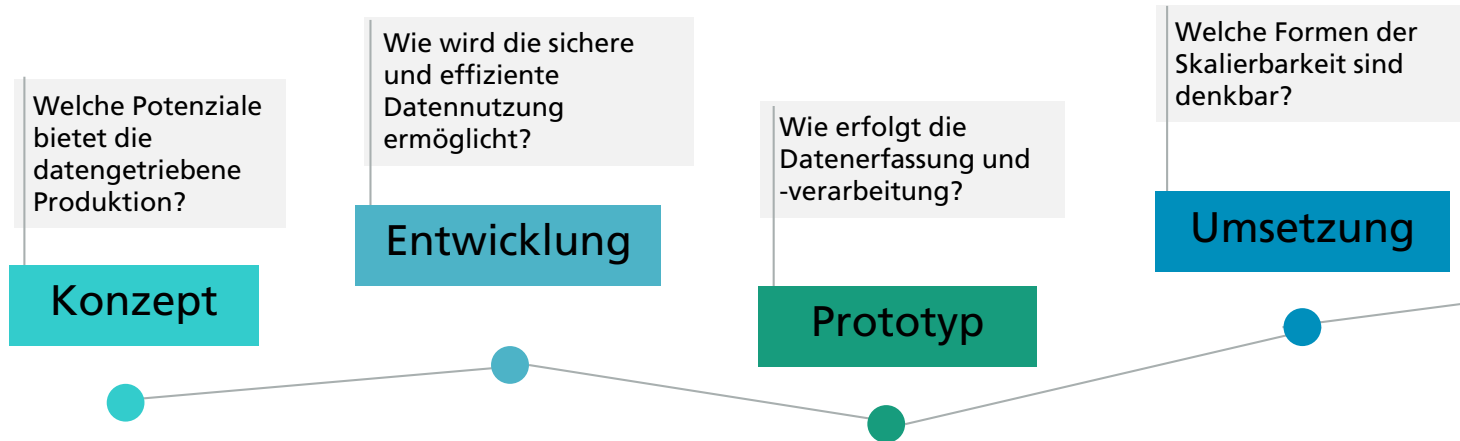 Welche Potenziale
bietet die
datengetriebene
Produktion?
Konzept
Wie wird die sichere
und effiziente
Datennutzung
ermöglicht?
Entwicklung
Wie erfolgt die
Datenerfassung und
-verarbeitung?
Prototyp
Welche Formen der
Skalierbarkeit sind
denkbar?
Umsetzung